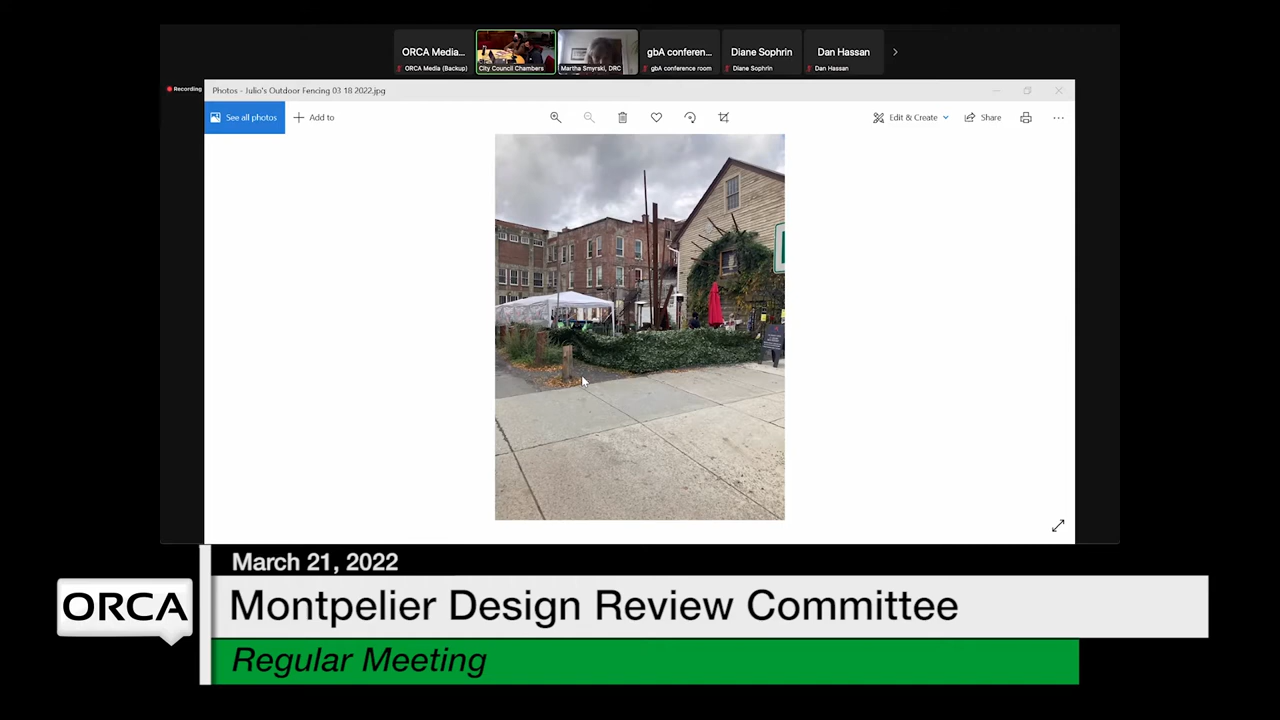 ORCA Media...
ORCA Media (Backup)
City Council Chambers
Martha Smyrski, DRC
gbA conferen...
gbA conference room
Diane Sophrin
Diane Sophrin
Dan Hassan
Dan Hassan
Recording
Photos - Julio's Outdoor Fencing 03 18 2022.jpg
See all photos
Add to
Edit & Create
Share
March 21, 2022
ORCA
Montpelier Design Review Committee
Regular Meeting